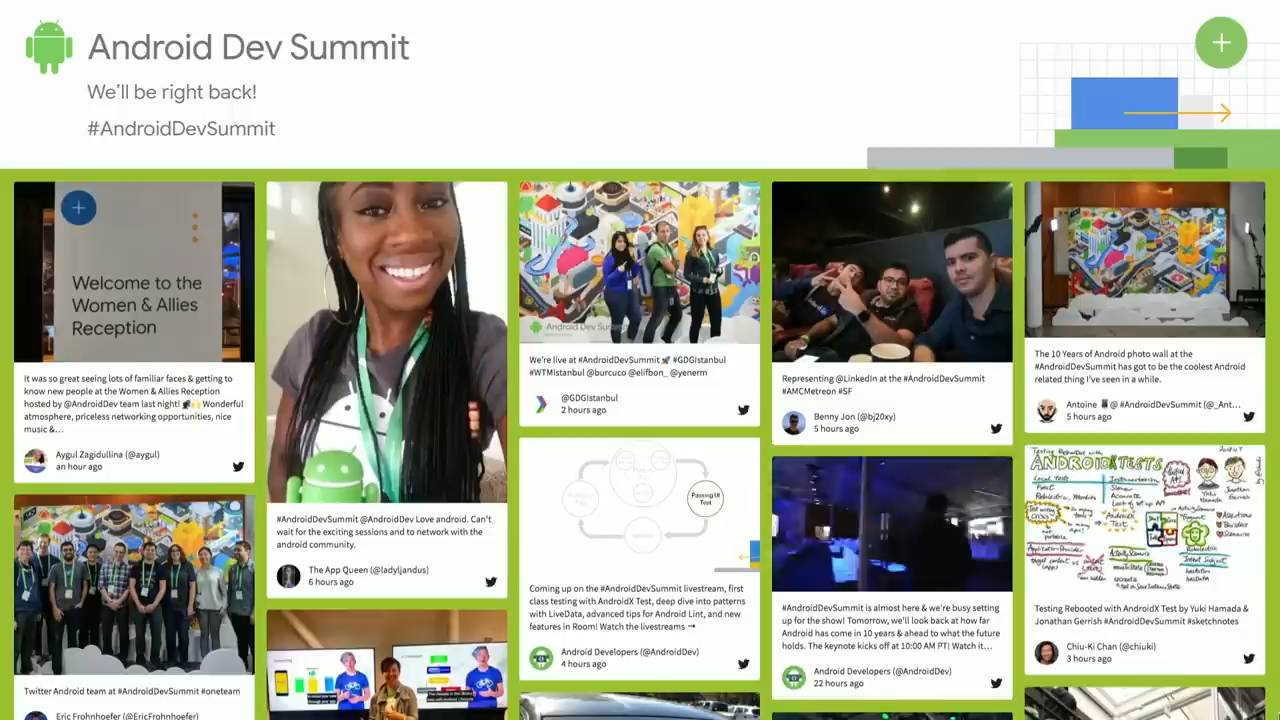 Android Dev Summit
We'll be right back!
#AndroidDevSummit
Welcome to the
Women & Allies
Reception
It was so great seeing lots of familiar faces & getting to
know new people at the Women & Allies Reception
hosted by @AndroidDev team last night! Wonderful
atmosphere, priceless networking opportunities, nice
music &...
Aygul Zagidullina (@aygul)
an hour ago
Twitter Android team at #AndroidDevSummit #oneteam
Eric Frohnhoefer (@EricFrohnhoefer)
#AndroidDevSummit @AndroidDev Love android. Can't
wait for the exciting sessions and to network with the
android community.
The App Queen (@ladyljandus)
6 hours ago
Android Dev Summit
We're live at #AndroidDevSummit 🚀 #GDGIstanbul
#WTMIstanbul @burcuco @elifbon_ @yenerm
@GDGIstanbul
2 hours ago
Passing UI
Test
Coming up on the #AndroidDevSummit livestream, first
class testing with AndroidX Test, deep dive into patterns
with LiveData, advanced tips for Android Lint, and new
features in Room! Watch the livestreams →
Android Developers (@AndroidDev)
4 hours ago
Representing @LinkedIn at the #AndroidDevSummit
#AMCMetreon #SF
Benny Jon (@bj20xy)
5 hours ago
#AndroidDevSummit is almost here & we're busy setting
up for the show! Tomorrow, we'll look back at how far
Android has come in 10 years & ahead to what the future
holds. The keynote kicks off at 10:00 AM PT! Watch it...
Android Developers (@AndroidDev)
22 hours ago
The 10 Years of Android photo wall at the
#AndroidDevSummit has got to be the coolest Android
related thing I've seen in a while.
Antoine @ #AndroidDevSummit (@_Ant...
5 hours ago
Testing Rebooted with
ANDROIDX TESTS
Testing Rebooted with AndroidX Test by Yuki Hamada &
Jonathan Gerrish #AndroidDevSummit #sketchnotes
Chiu-Ki Chan (@chiuki)
3 hours ago